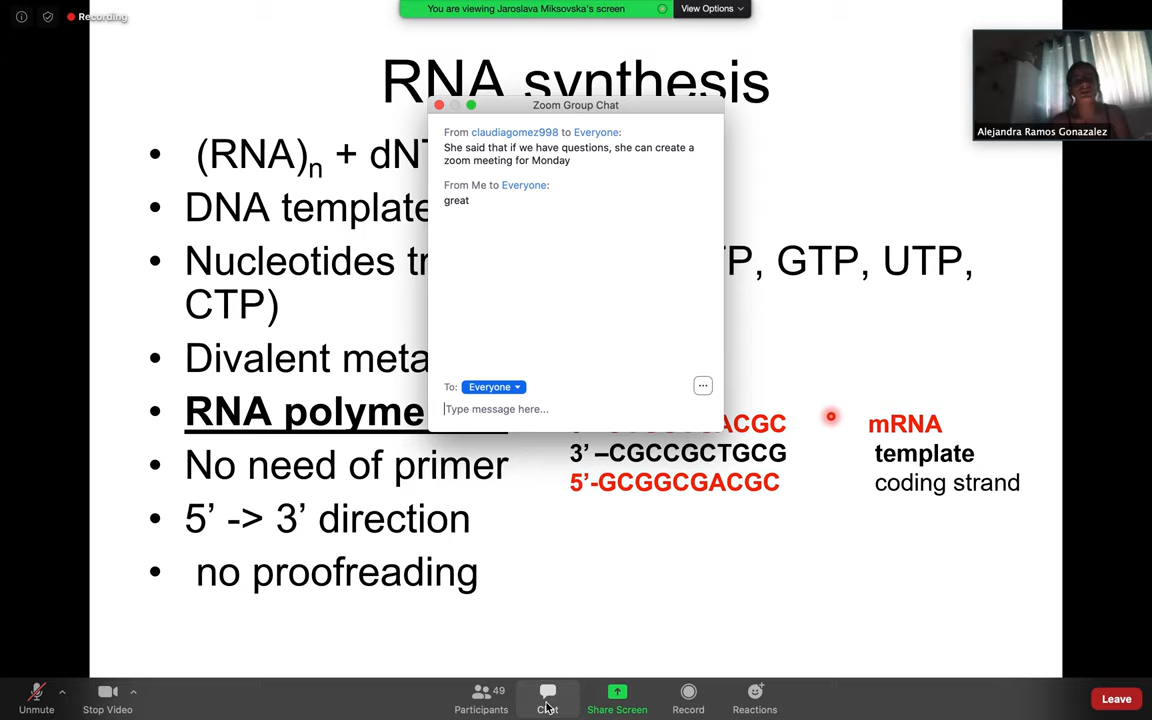 Recording
You are viewing Jaroslava Miksovska's screen
View Options
RNA synthesis
Alejandra Ramos Gonazalez
Zoom Group Chat
From claudiagomez998 to Everyone:
She said that if we have questions, she can create a
zoom meeting for Monday
From Me to Everyone:
great
To: Everyone
Type message here...
• (RNA)n + dN
• DNA template
• Nucleotides tr
TP, GTP, UTP,
CTP)
• Divalent meta
• RNA polyme
ACGC mRNA
3’ –CGCCGCTGCG template
5’-GCGGCGACGC coding strand
• No need of primer
• 5’ -> 3’ direction
• no proofreading
Unmute
Stop Video
49
Participants
Chat
Share Screen
Record
Reactions
Leave